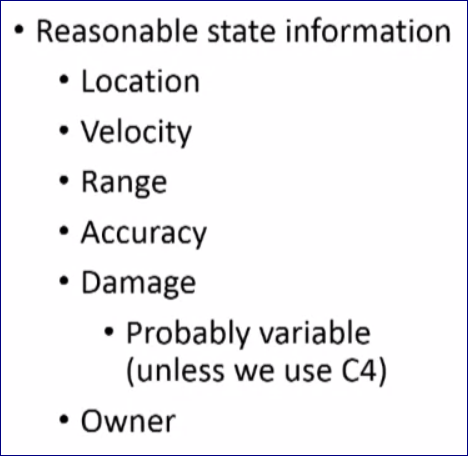 • Reasonable state information
• Location
• Velocity
• Range
• Accuracy
• Damage
• Probably variable
(unless we use C4)
• Owner